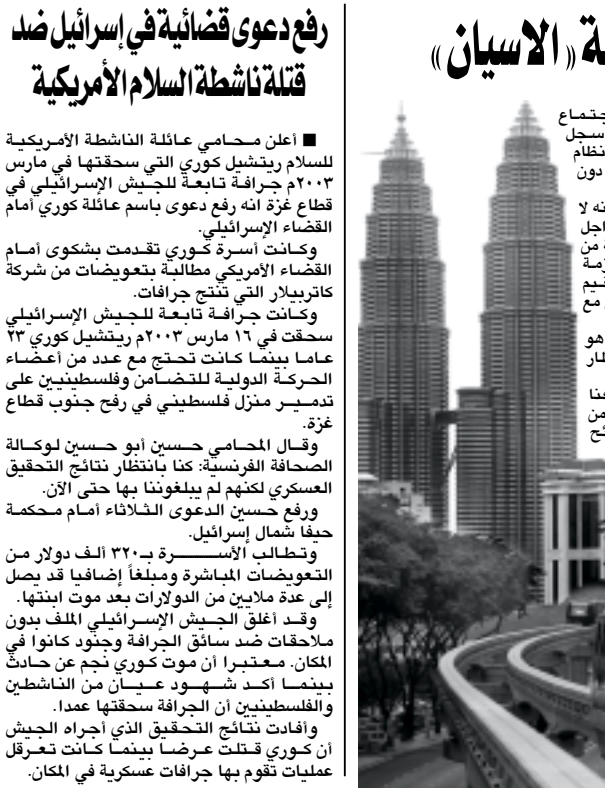 رفع دعوى قضائية في إسرائيل ضد
قتلة ناشطة السلام الأمريكية
■ أعلن محامي عائلة الناشطة الأمريكية
للسلام ريتشيل كوري التي سحقتها في مارس
٢٠٠٣م جرافة تابعة للجيش الإسرائيلي في
قطاع غزة انه رفع دعوى باسم عائلة كوري أمام
القضاء الإسرائيلي.
وكانت أسرة كوري تقدمت بشكوى أمام
القضاء الأمريكي مطالبة بتعويضات من شركة
كاتربيلار التي تنتج جرافات.
وكانت جرافة تابعة للجيش الإسرائيلي
سحقت في ١٦ مارس ٢٠٠٣م ريتشيل كوري ٢٣
عاما بينما كانت تحتج مع عدد من أعضاء
الحركة الدولية للتضامن وفلسطينيين على
تدمير منزل فلسطيني في رفح جنوب قطاع
غزة.
وقال المحامي حسين أبو حسين لوكالة
الصحافة الفرنسية: كنا بانتظار نتائج التحقيق
العسكري لكنهم لم يبلغوننا بها حتى الآن.
ورفع حسين الدعوى الثلاثاء أمام محكمة
حيفا شمال إسرائيل.
وتطالب الأسرة بـ٣٢٠ ألف دولار من
التعويضات المباشرة ومبلغاً إضافيا قد يصل
إلى عدة ملايين من الدولارات بعد موت ابنتها.
وقد أغلق الجيش الإسرائيلي الملف بدون
ملاحقات ضد سائق الجرافة وجنود كانوا في
المكان. معتبرا أن موت كوري نجم عن حادث
بينما أكد شهود عيان من الناشطين
والفلسطينيين أن الجرافة سحقتها عمدا.
وأفادت نتائج التحقيق الذي أجراه الجيش
أن كوري قتلت عرضا بينما كانت تعرقل
عمليات تقوم بها جرافات عسكرية في المكان.
«الاسيان»
سجل
دون
نه لا
من
مع
هو
من